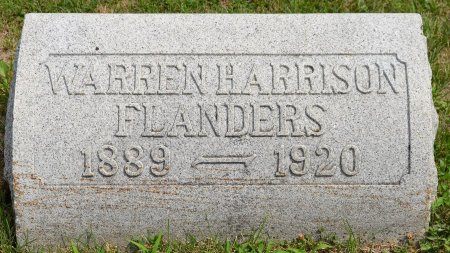 WARREN HARRISON
FLANDERS
1889 — 1920